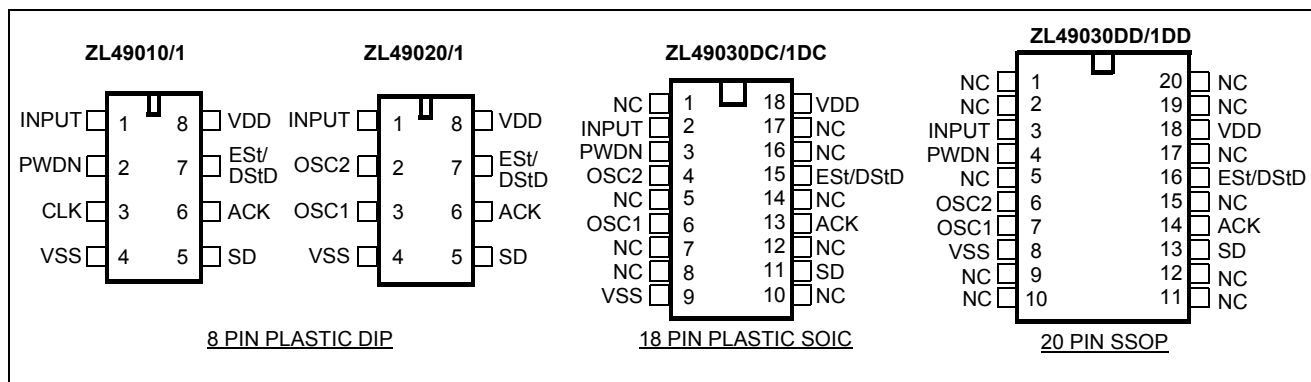 ZL49010/1
INPUT 1 8 VDD
PWDN 2 7 ESt/
DStD
CLK 3 6 ACK
VSS 4 5 SD
ZL49020/1
INPUT 1 8 VDD
OSC2 2 7 ESt/
DStD
OSC1 3 6 ACK
VSS 4 5 SD
8 PIN PLASTIC DIP
ZL49030DC/1DC
NC 1 18 VDD
INPUT 2 17 NC
PWDN 3 16 NC
OSC2 4 15 ESt/DStD
NC 5 14 NC
OSC1 6 13 ACK
NC 7 12 NC
NC 8 11 SD
VSS 9 10 NC
18 PIN PLASTIC SOIC
ZL49030DD/1DD
NC 1 20 NC
NC 2 19 NC
INPUT 3 18 VDD
PWDN 4 17 NC
NC 5 16 ESt/DStD
OSC2 6 15 NC
OSC1 7 14 ACK
VSS 8 13 SD
NC 9 12 NC
NC 10 11 NC
20 PIN SSOP